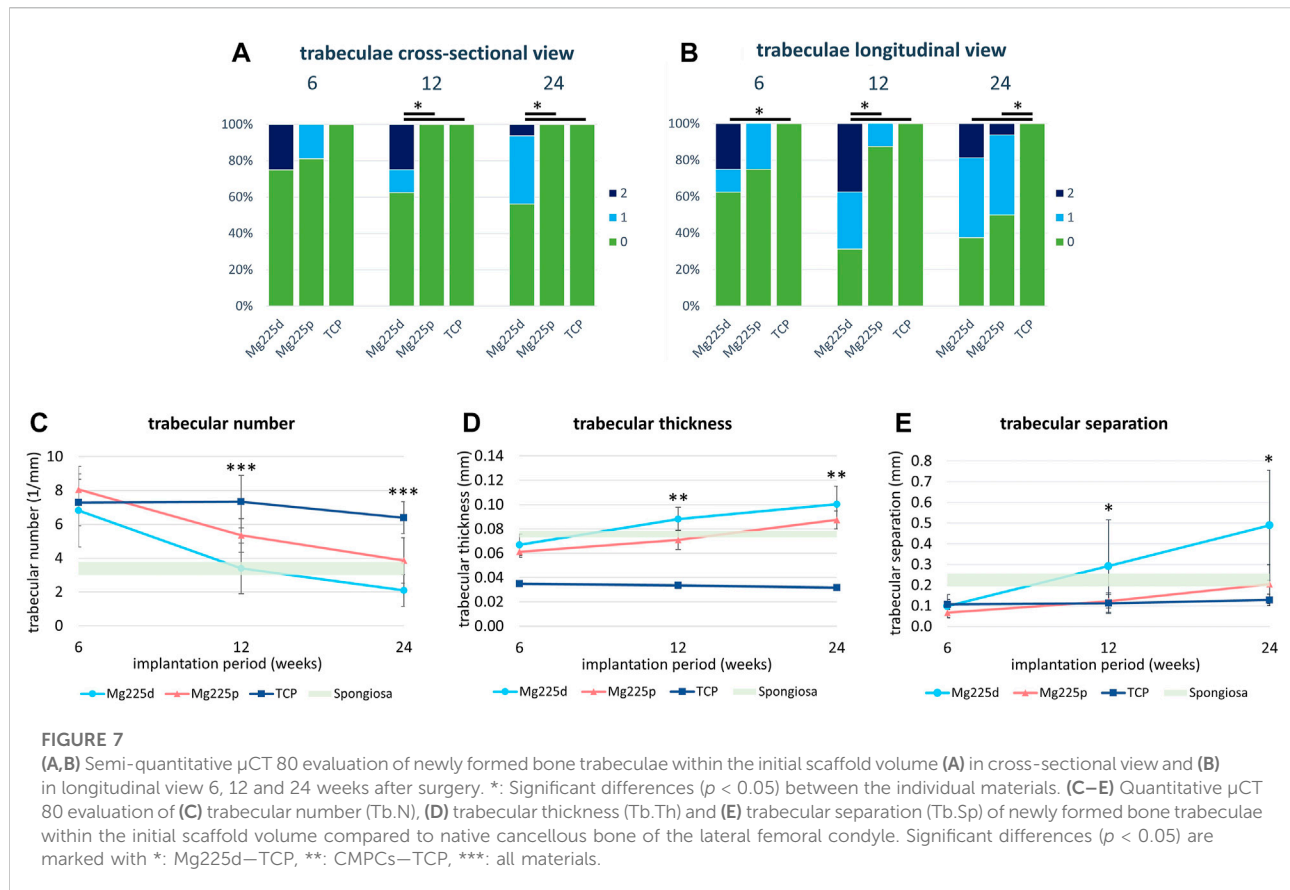 A trabeculae cross-sectional view
6 12 24
* *
100%
80%
60%
40%
20%
0%
2
1
0
Mg225d Mg225p TCP Mg225d Mg225p TCP Mg225d Mg225p TCP
B trabeculae longitudinal view
6 12 24
* * *
100%
80%
60%
40%
20%
0%
2
1
0
Mg225d Mg225p TCP Mg225d Mg225p TCP Mg225d Mg225p TCP
C trabecular number
trabecular number (1/mm)
10
8
6
4
2
0
*** ***
6 12 24
implantation period (weeks)
Mg225d Mg225p TCP Spongiosa
D trabecular thickness
trabecular thickness (mm)
0.14
0.12
0.10
0.08
0.06
0.04
0.02
0.00
** **
6 12 24
implantation period (weeks)
Mg225d Mg225p TCP Spongiosa
E trabecular separation
trabecular separation (mm)
0.8
0.7
0.6
0.5
0.4
0.3
0.2
0.1
0.0
* *
6 12 24
implantation period (weeks)
Mg225d Mg225p TCP Spongiosa
FIGURE 7
(A,B) Semi-quantitative µCT 80 evaluation of newly formed bone trabeculae within the initial scaffold volume (A) in cross-sectional view and (B)
in longitudinal view 6, 12 and 24 weeks after surgery. *: Significant differences (p < 0.05) between the individual materials. (C–E) Quantitative µCT
80 evaluation of (C) trabecular number (Tb.N), (D) trabecular thickness (Tb.Th) and (E) trabecular separation (Tb.Sp) of newly formed bone trabeculae
within the initial scaffold volume compared to native cancellous bone of the lateral femoral condyle. Significant differences (p < 0.05) are
marked with *: Mg225d—TCP, **: CMPCs—TCP, ***: all materials.